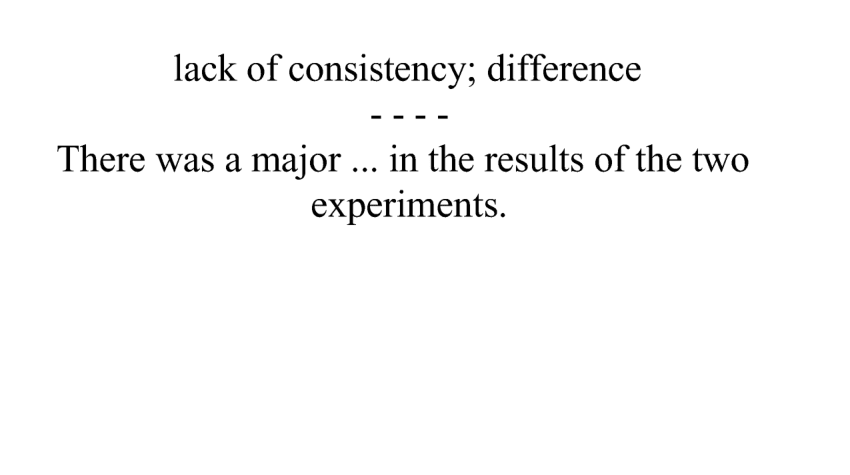 lack of consistency; difference
- - - -
There was a major ... in the results of the two
experiments.